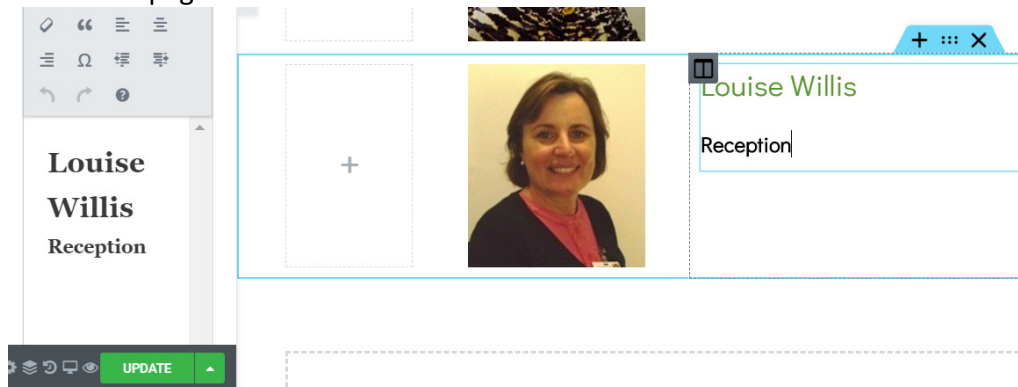 Louise
Willis
Reception
UPDATE
Louise Willis
Reception